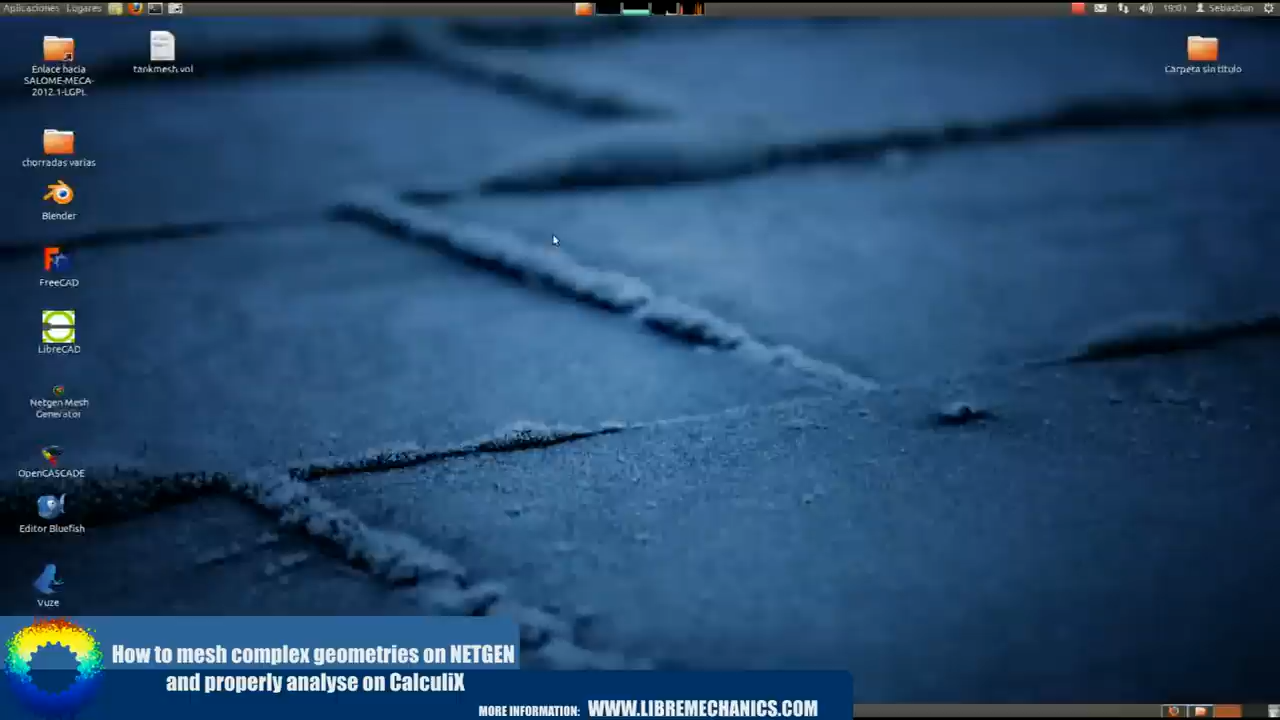 Aplicaciones Lugares
19:01 Sebastian
Enlace hacia
SALOME-MECA-
2012.1-LGPL
tankmesh.vol
Carpeta sin título
chorradas varias
Blender
FreeCAD
LibreCAD
Netgen Mesh
Generator
OpenCASCADE
Editor Bluefish
Vuze
How to mesh complex geometries on NETGEN
and properly analyse on CalculiX
MORE INFORMATION: WWW.LIBREMECHANICS.COM